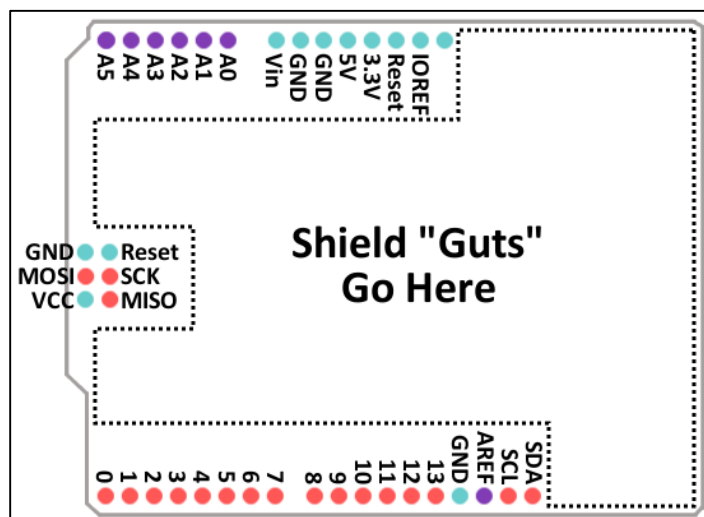 A5 A4 A3 A2 A1 A0 Vin GND GND 5V 3.3V Reset IOREF
Shield "Guts"
Go Here
GND Reset
MOSI SCK
VCC MISO
0 1 2 3 4 5 6 7 8 9 10 11 12 13 GND AREF SCL SDA